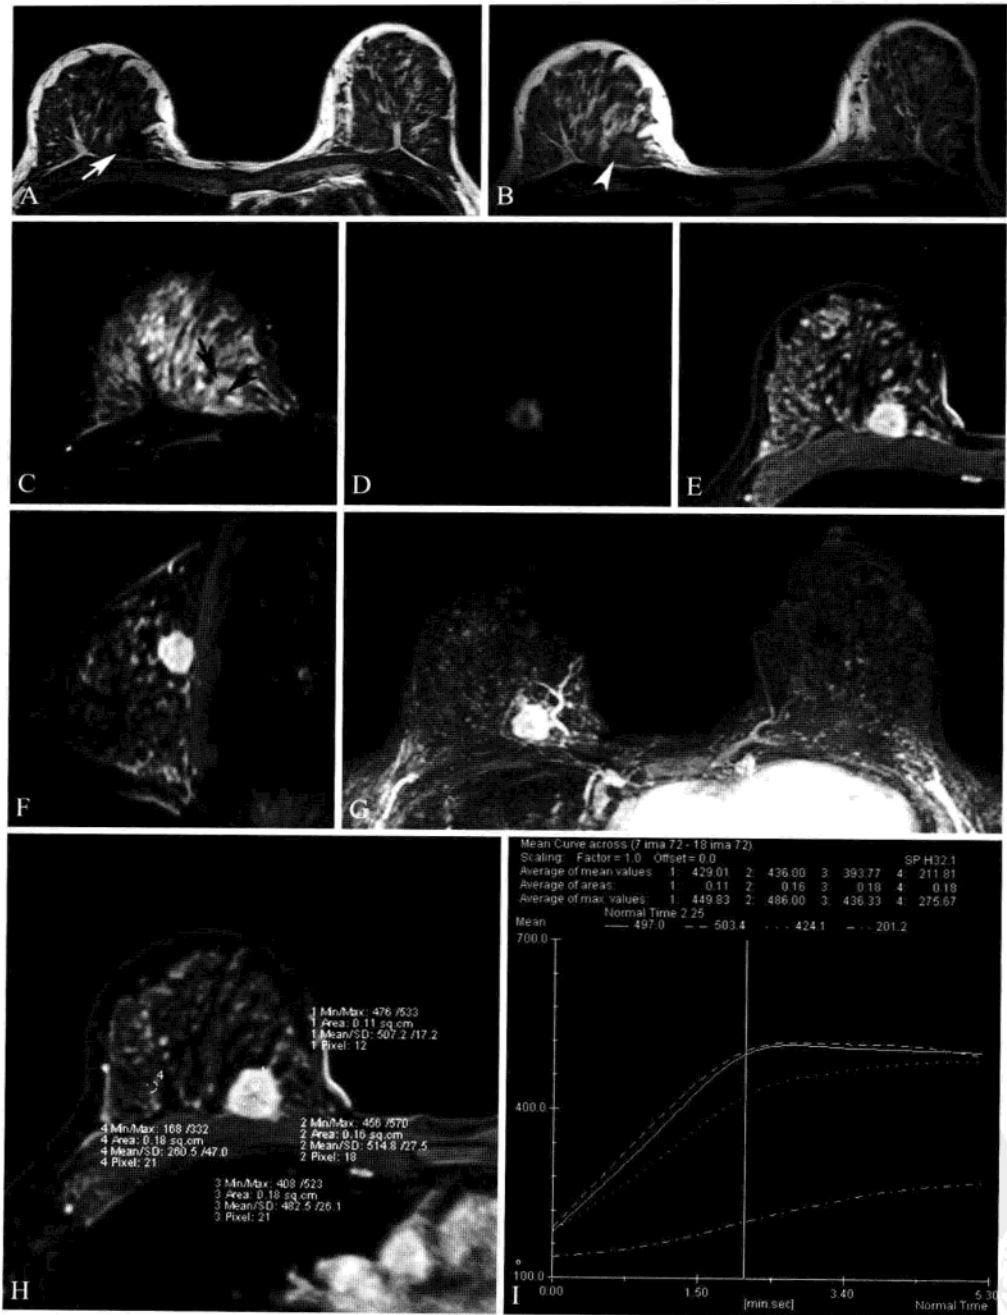 A
B
C
D
E
F
G
H
1 Min/Max: 476 /533
1 Area: 0.11 sq.cm
1 Mean/SD: 507.2 /17.2
1 Pixel: 12
4
4 Min/Max: 168 /332
4 Area: 0.18 sq.cm
4 Mean/SD: 260.5 /47.0
4 Pixel: 21
2 Min/Max: 456 /570
2 Area: 0.16 sq.cm
2 Mean/SD: 514.8 /27.5
2 Pixel: 18
3 Min/Max: 408 /523
3 Area: 0.18 sq.cm
3 Mean/SD: 482.5 /26.1
3 Pixel: 21
I
Mean Curve across (7 ima 72 - 18 ima 72)
Scaling: Factor = 1.0 Offset = 0.0 SP H32.1
Average of mean values 1: 429.01 2: 436.00 3: 393.77 4: 211.81
Average of areas: 1: 0.11 2: 0.16 3: 0.18 4: 0.18
Average of max values: 1: 449.83 2: 486.00 3: 436.33 4: 275.67
Normal Time 2.25
Mean 497.0 503.4 424.1 201.2
700.0
400.0
100.0
0.00 1.50 3.40 5.30
[min.sec] Normal Time